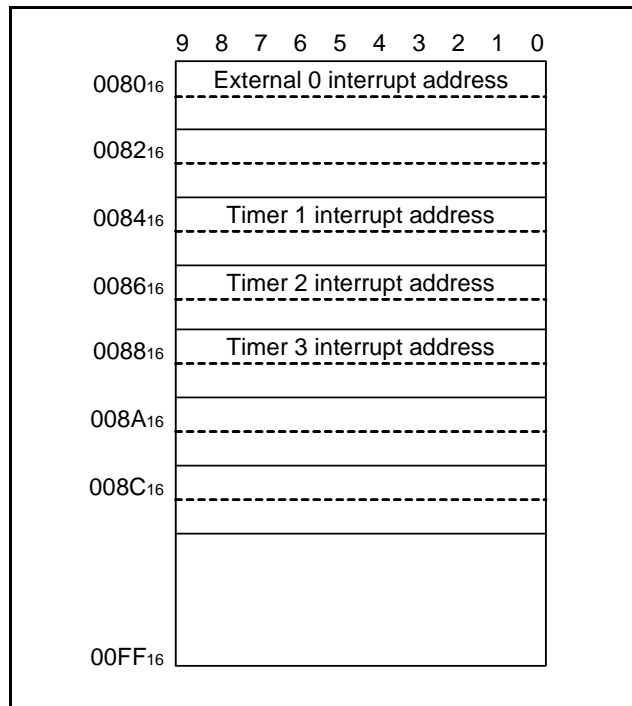 9 8 7 6 5 4 3 2 1 0
0080₁₆ External 0 interrupt address
0082₁₆
0084₁₆ Timer 1 interrupt address
0086₁₆ Timer 2 interrupt address
0088₁₆ Timer 3 interrupt address
008A₁₆
008C₁₆
00FF₁₆